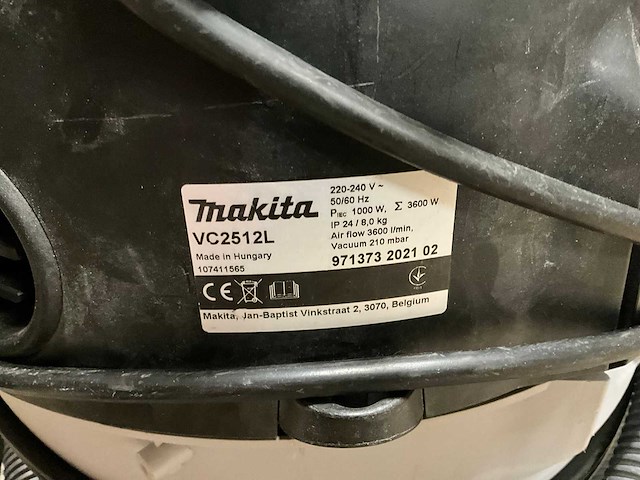 makita
VC2512L
Made in Hungary
107411565
220-240 V ~
50/60 Hz
PIEC 1000 W, Σ 3600 W
IP 24 / 8,0 kg
Air flow 3600 l/min,
Vacuum 210 mbar
971373 2021 02
CE
Makita, Jan-Baptist Vinkstraat 2, 3070, Belgium